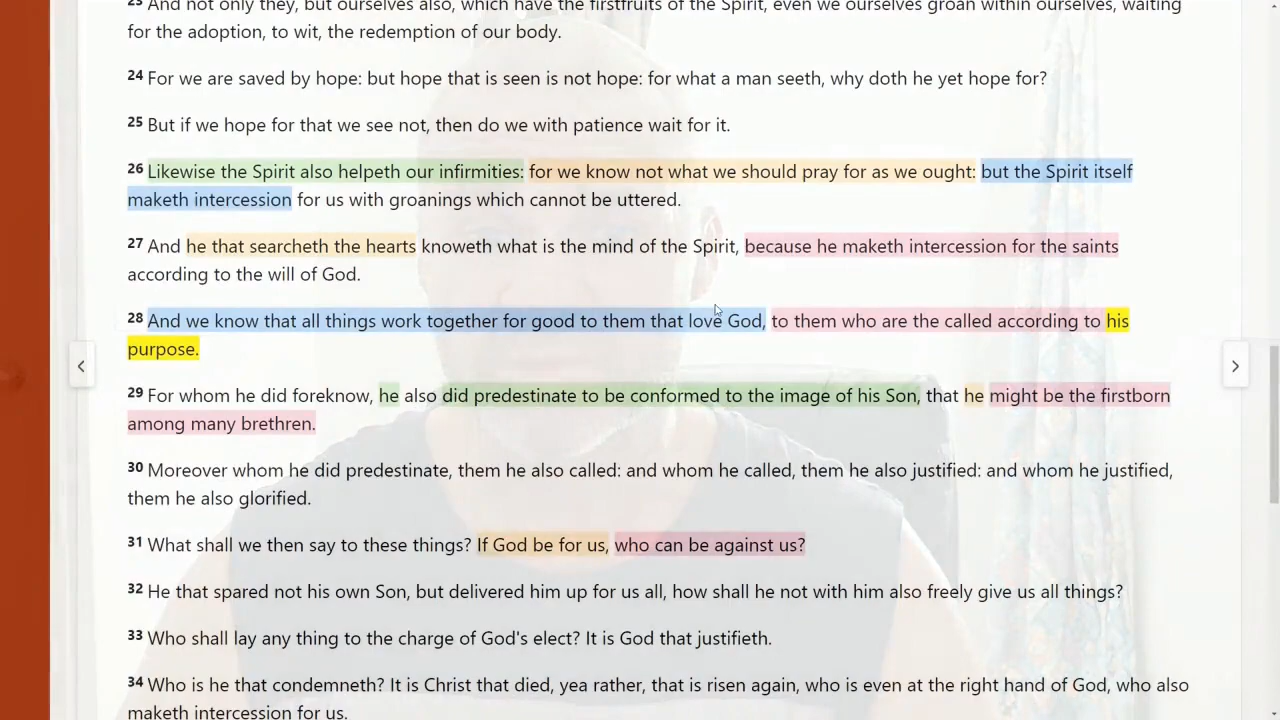 23 And not only they, but ourselves also, which have the firstfruits of the Spirit, even we ourselves groan within ourselves, waiting
for the adoption, to wit, the redemption of our body.
24 For we are saved by hope: but hope that is seen is not hope: for what a man seeth, why doth he yet hope for?
25 But if we hope for that we see not, then do we with patience wait for it.
26 Likewise the Spirit also helpeth our infirmities: for we know not what we should pray for as we ought: but the Spirit itself
maketh intercession for us with groanings which cannot be uttered.
27 And he that searcheth the hearts knoweth what is the mind of the Spirit, because he maketh intercession for the saints
according to the will of God.
28 And we know that all things work together for good to them that love God, to them who are the called according to his
purpose.
29 For whom he did foreknow, he also did predestinate to be conformed to the image of his Son, that he might be the firstborn
among many brethren.
30 Moreover whom he did predestinate, them he also called: and whom he called, them he also justified: and whom he justified,
them he also glorified.
31 What shall we then say to these things? If God be for us, who can be against us?
32 He that spared not his own Son, but delivered him up for us all, how shall he not with him also freely give us all things?
33 Who shall lay any thing to the charge of God's elect? It is God that justifieth.
34 Who is he that condemneth? It is Christ that died, yea rather, that is risen again, who is even at the right hand of God, who also
maketh intercession for us.